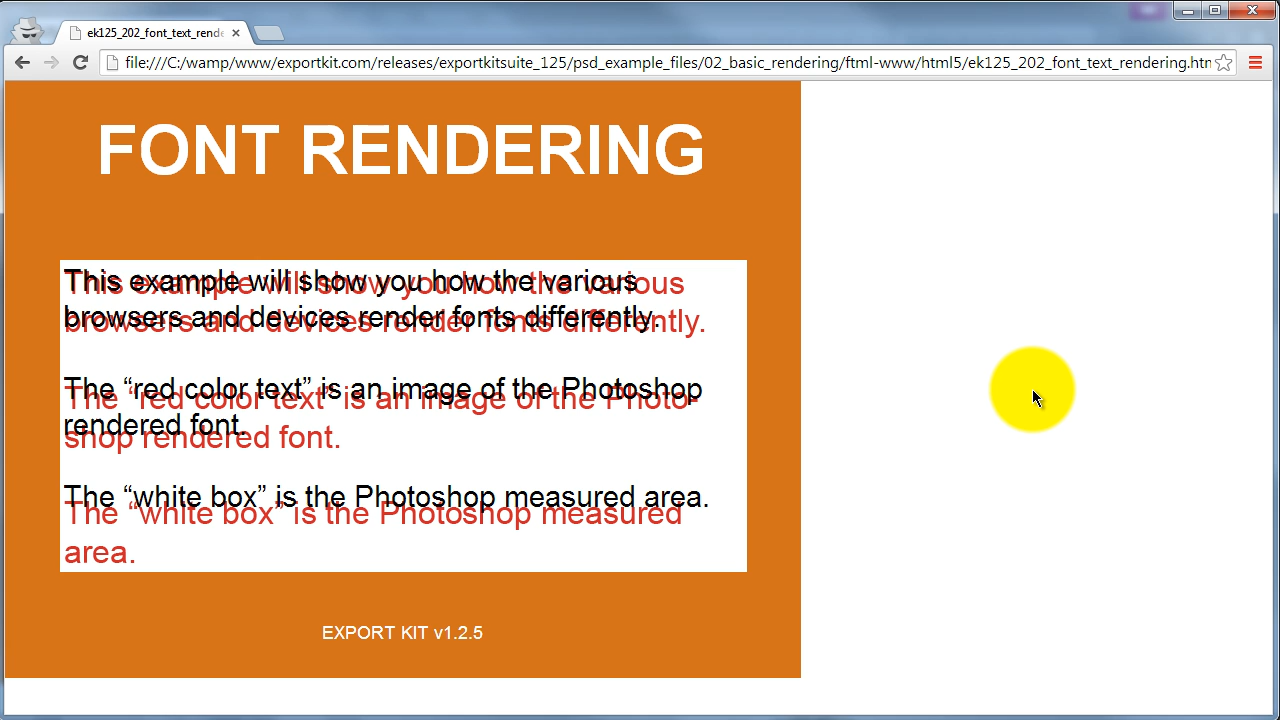 ek125_202_font_text_rende
file:///C:/wamp/www/exportkit.com/releases/exportkitsuite_125/psd_example_files/02_basic_rendering/ftml-www/html5/ek125_202_font_text_rendering.htm
FONT RENDERING
This example will show you how the various
This example will show you how the various
browsers and devices render fonts differently.
browsers and devices render fonts differently.
The “red color text” is an image of the Photoshop
The “red color text” is an image of the Photo-
rendered font.
shop rendered font.
The “white box” is the Photoshop measured area.
The “white box” is the Photoshop measured
area.
EXPORT KIT v1.2.5